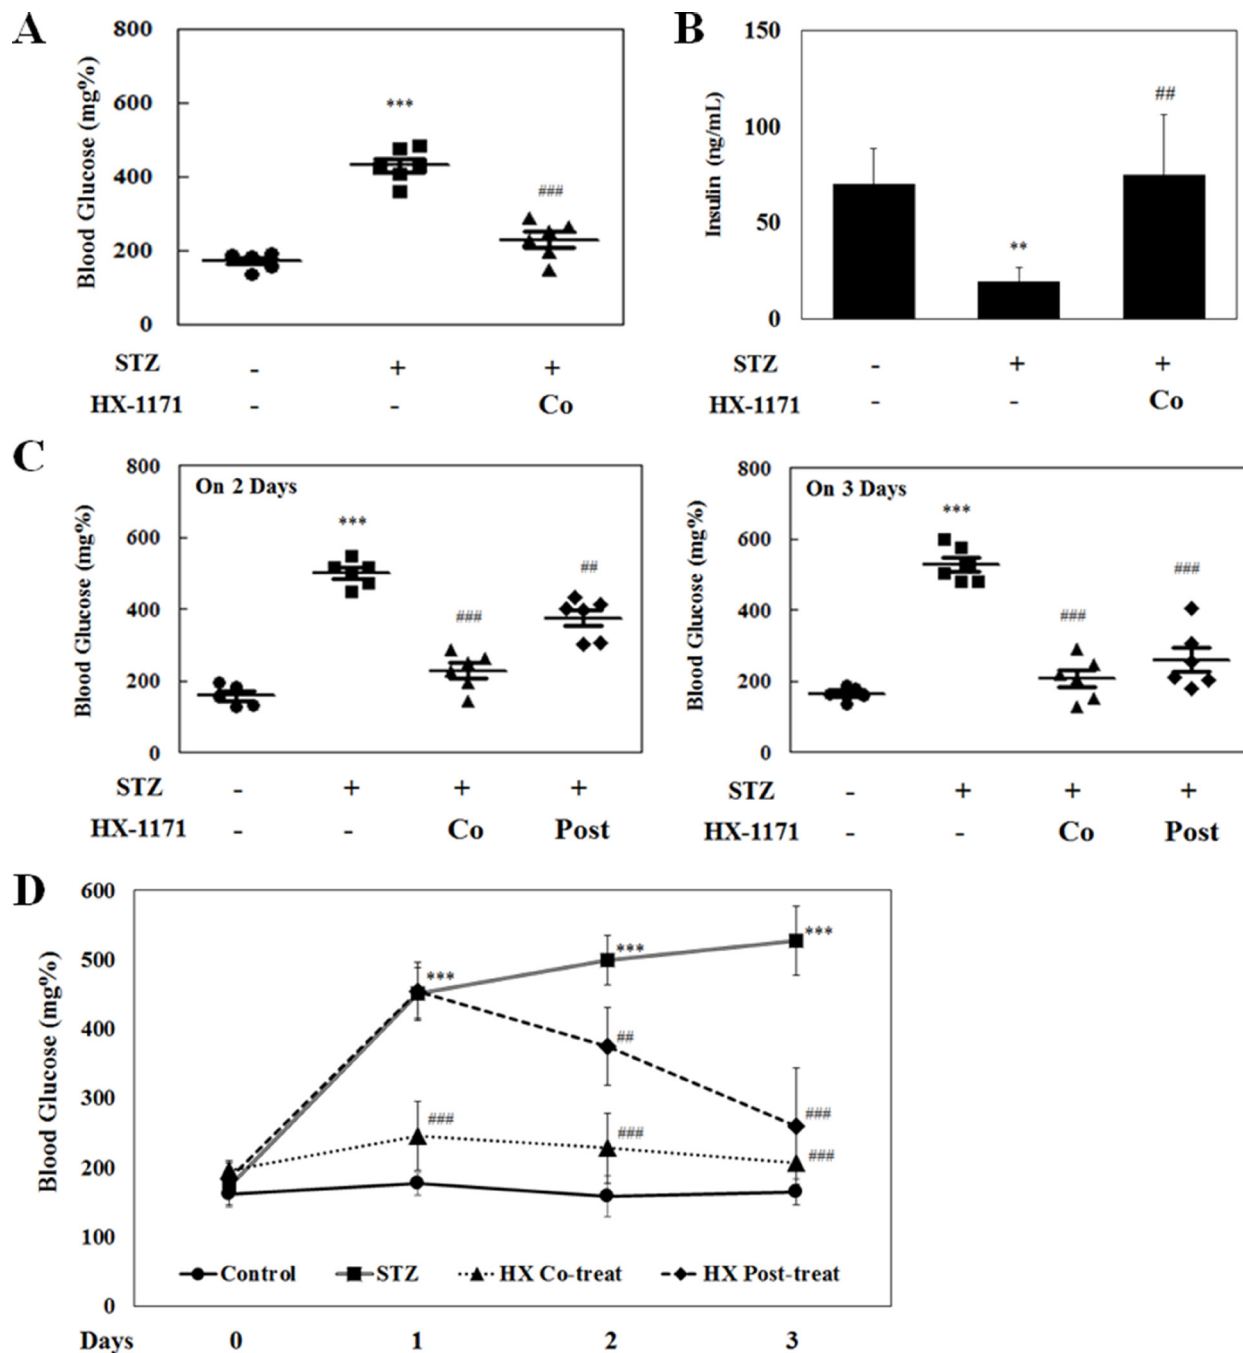 A
Blood Glucose (mg%)
800
600
400
200
0
***
###
STZ - + +
HX-1171 - - Co
B
Insulin (ng/mL)
150
100
50
0
**
##
STZ - + +
HX-1171 - - Co
C
Blood Glucose (mg%)
800
600
400
200
0
On 2 Days
***
###
##
STZ - + + +
HX-1171 - - Co Post
Blood Glucose (mg%)
800
600
400
200
0
On 3 Days
***
###
###
STZ - + + +
HX-1171 - - Co Post
D
Blood Glucose (mg%)
600
500
400
300
200
100
0
***
***
***
##
###
###
###
###
Control STZ HX Co-treat HX Post-treat
Days 0 1 2 3